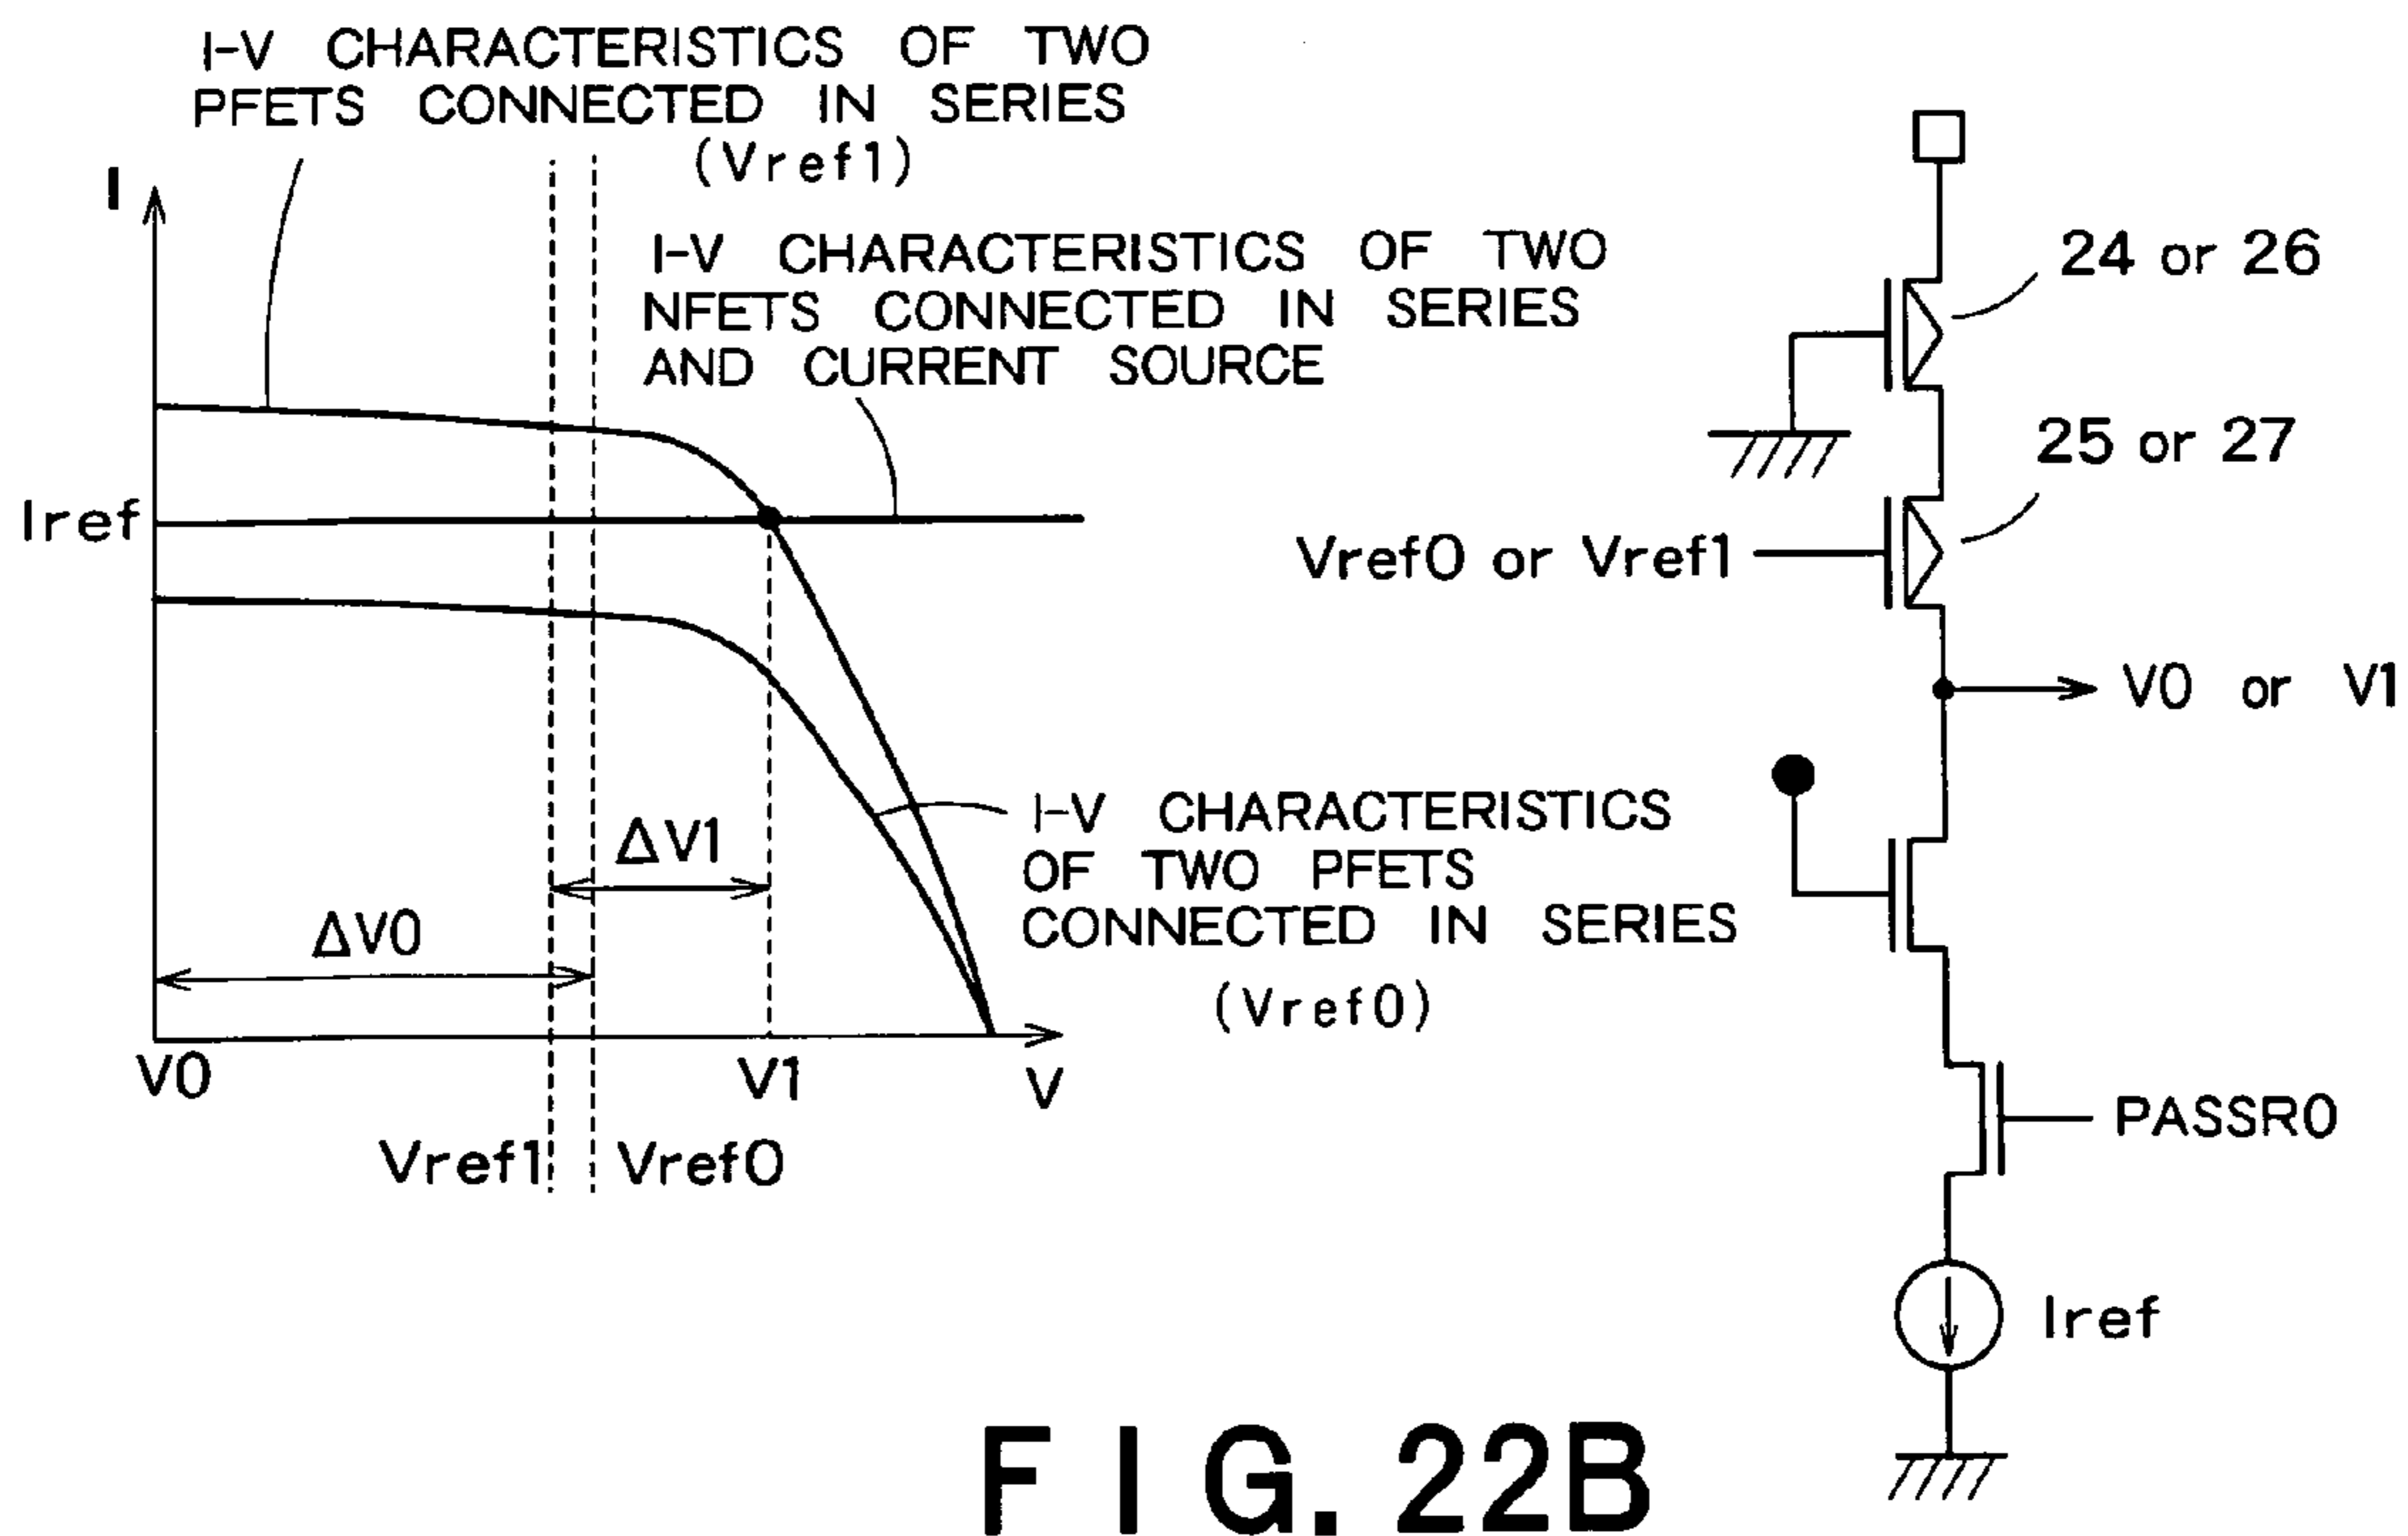 I-V CHARACTERISTICS OF TWO
PFETS CONNECTED IN SERIES
(Vref1)
I
I-V CHARACTERISTICS OF TWO
NFETS CONNECTED IN SERIES
AND CURRENT SOURCE
Iref
ΔV1
ΔV0
I-V CHARACTERISTICS
OF TWO PFETS
CONNECTED IN SERIES
(Vref0)
V0
V1
V
Vref1
Vref0
24 or 26
25 or 27
Vref0 or Vref1
V0 or V1
PASSR0
Iref
FIG. 22B